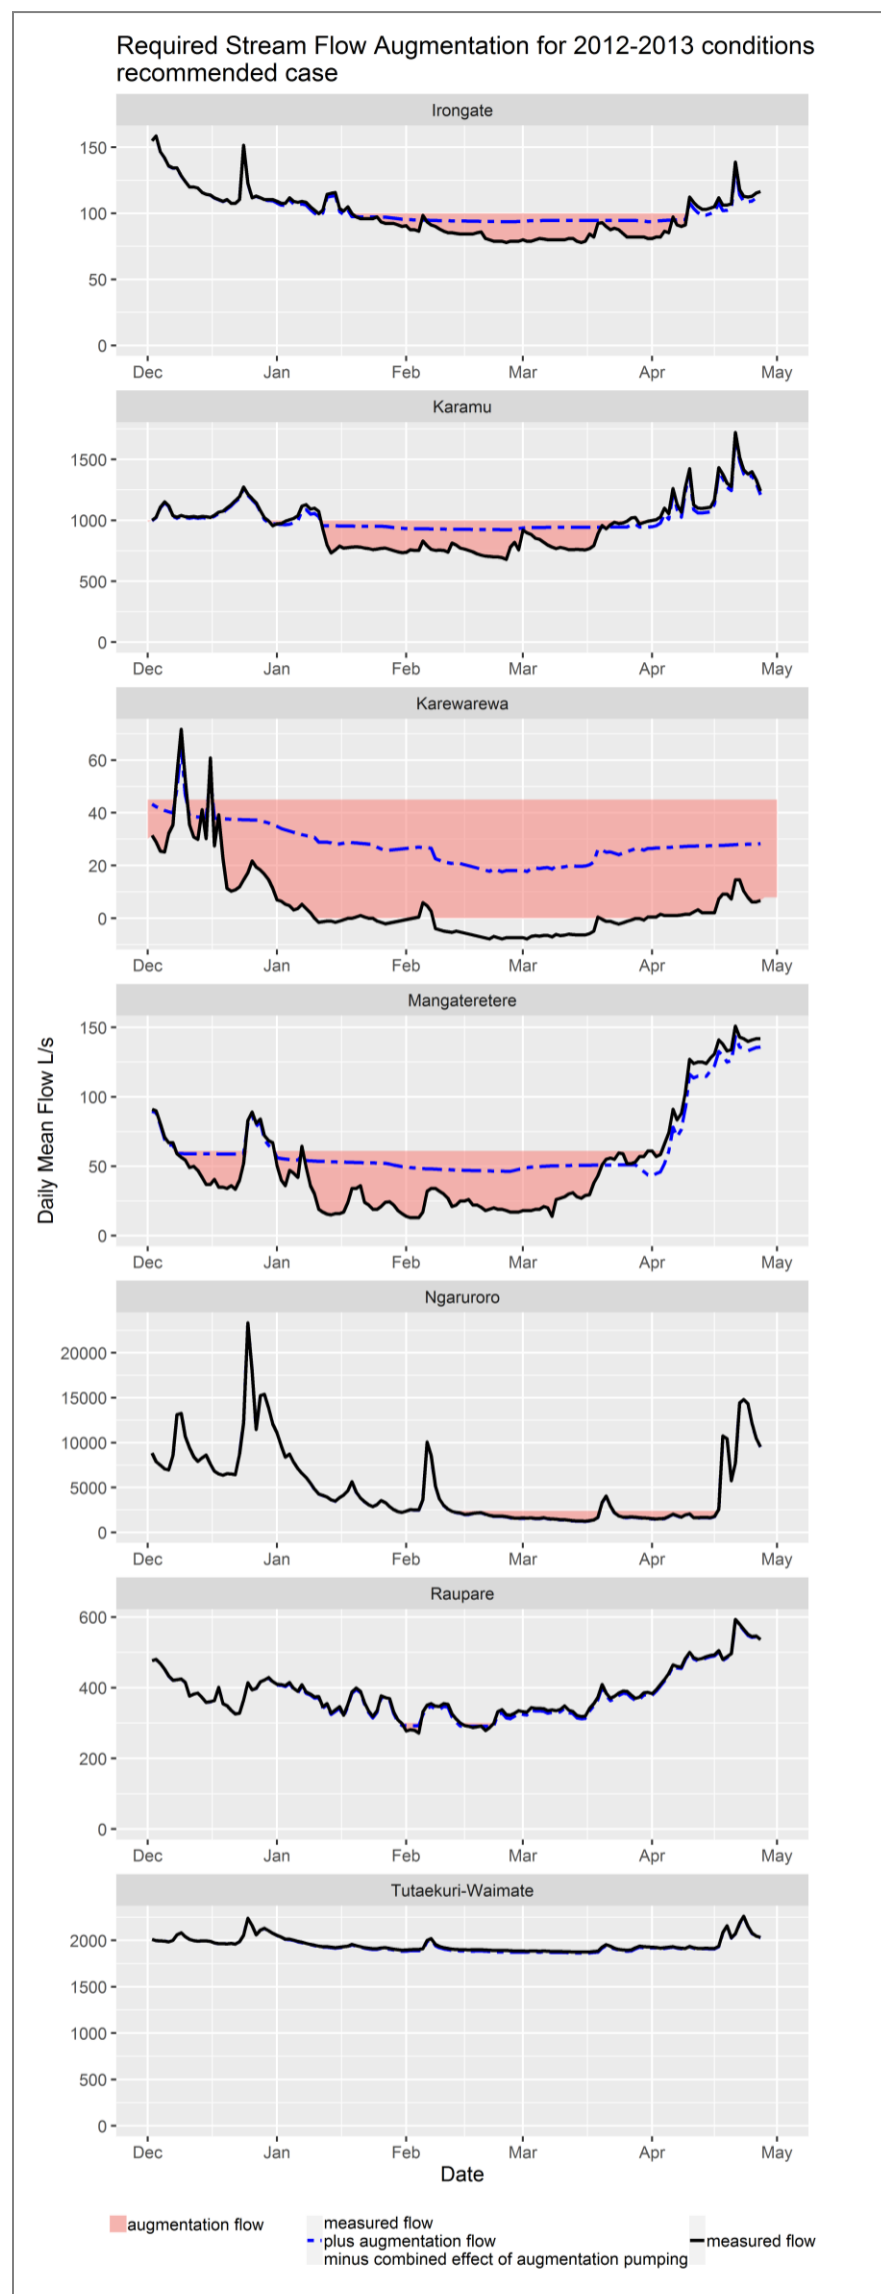 Required Stream Flow Augmentation for 2012-2013 conditions
recommended case
Irongate
150
100
50
0
Dec Jan Feb Mar Apr May
Karamu
1500
1000
500
0
Dec Jan Feb Mar Apr May
Karewarewa
60
40
20
0
Dec Jan Feb Mar Apr May
Mangateretere
150
100
50
0
Dec Jan Feb Mar Apr May
Daily Mean Flow L/s
Ngaruroro
20000
15000
10000
5000
0
Dec Jan Feb Mar Apr May
Raupare
600
400
200
0
Dec Jan Feb Mar Apr May
Tutaekuri-Waimate
2000
1500
1000
500
0
Dec Jan Feb Mar Apr May
Date
augmentation flow
measured flow
plus augmentation flow
minus combined effect of augmentation pumping
measured flow